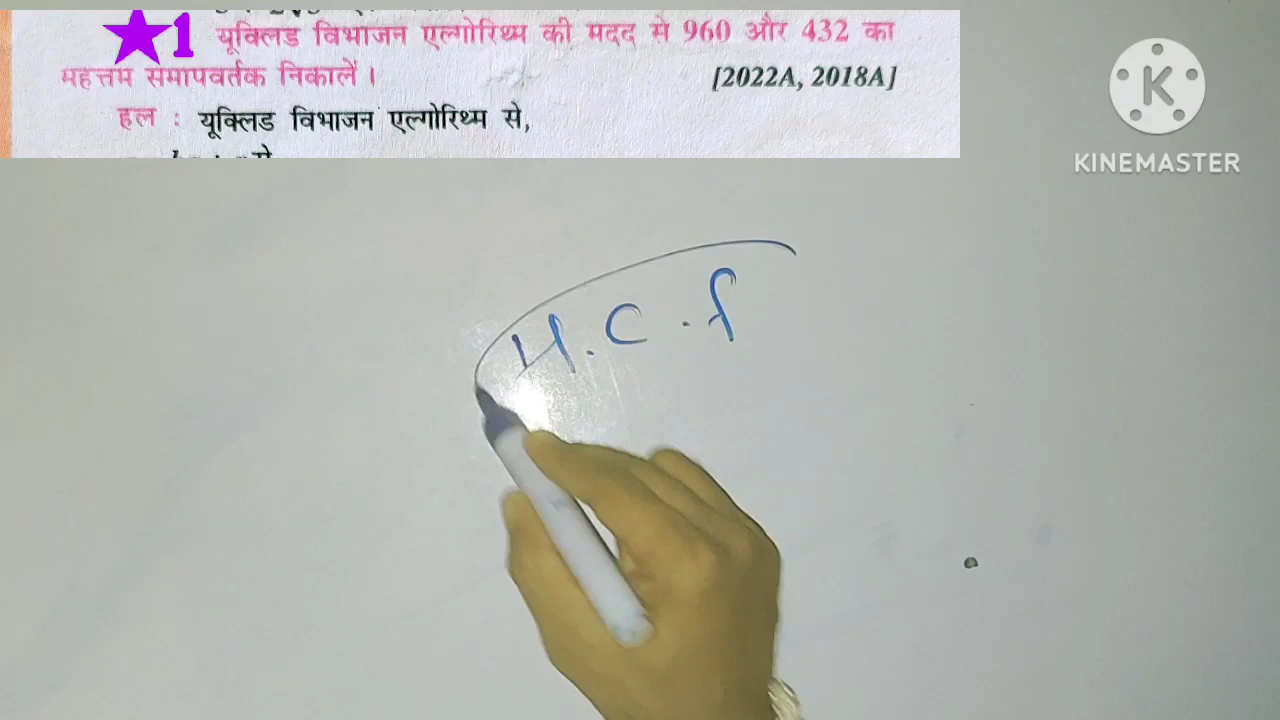 ★1 यूक्लिड विभाजन एल्गोरिथ्म की मदद से 960 और 432 का
महत्तम समापवर्तक निकालें । [2022A, 2018A]
हल : यूक्लिड विभाजन एल्गोरिथ्म से,
KINEMASTER
H.C.f